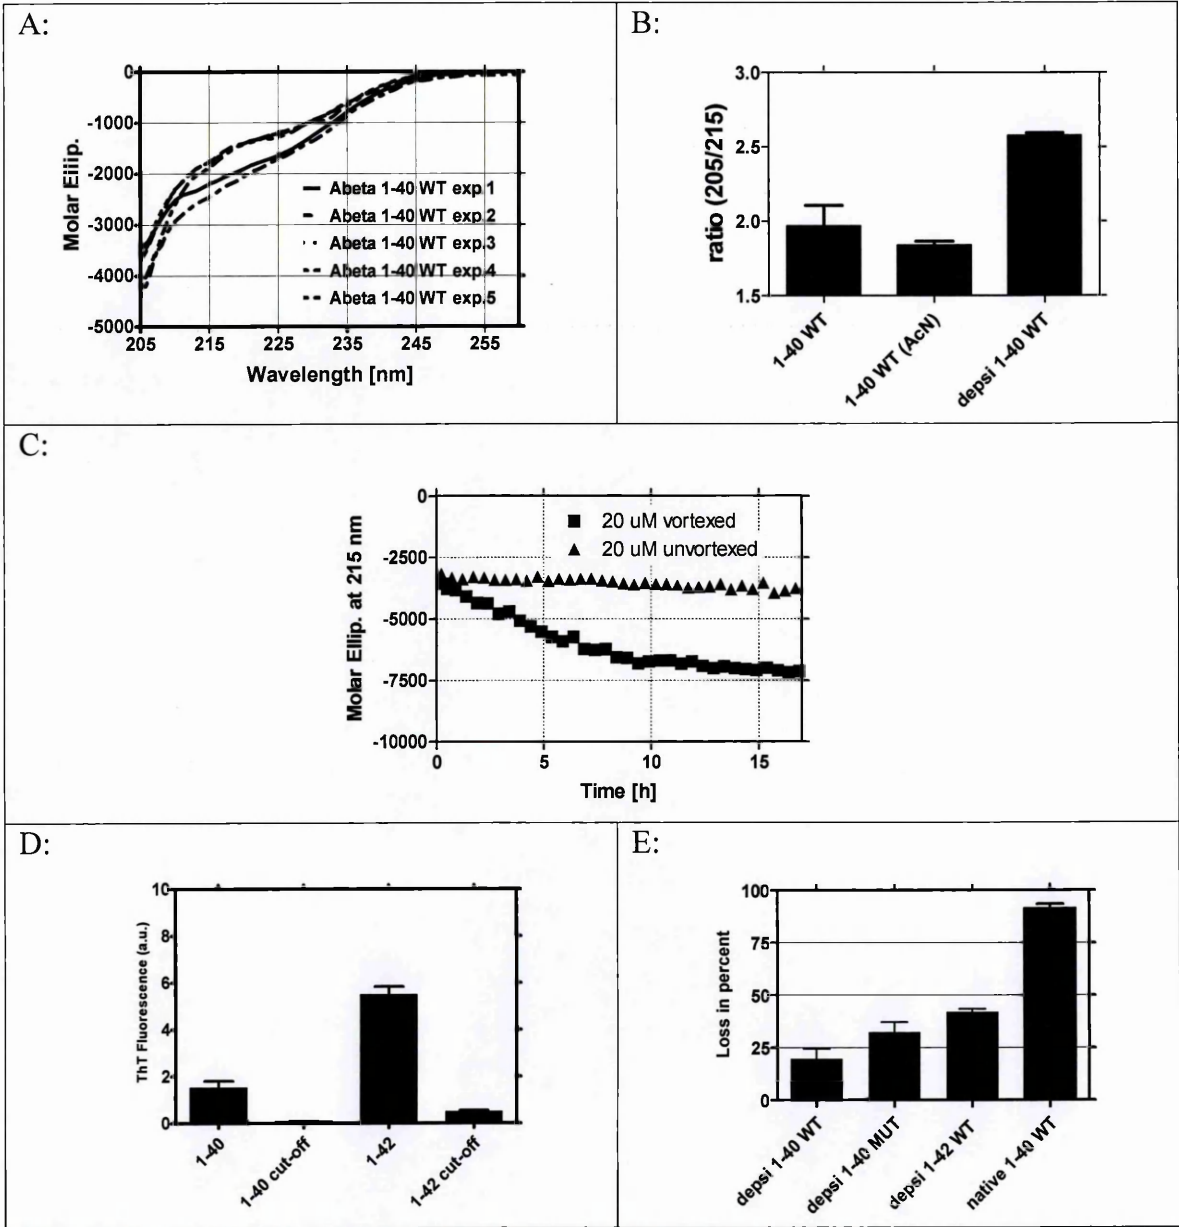 A:
0
-1000
-2000
-3000
-4000
-5000
Molar Eiiip.
Abeta 1-40 WT exp.1
Abeta 1-40 WT exp.2
Abeta 1-40 WT exp.3
Abeta 1-40 WT exp.4
Abeta 1-40 WT exp.5
205 215 225 235 245 255
Wavelength [nm]
B:
3.0
2.5
2.0
1.5
ratio (205/215)
1-40 WT
1-40 WT (AcN)
depsi 1-40 WT
C:
0
-2500
-5000
-7500
-10000
Molar Ellip. at 215 nm
20 uM vortexed
20 uM unvortexed
0 5 10 15
Time [h]
D:
10
8
6
4
2
0
ThT Fluorescence (a.u.)
1-40
1-40 cut-off
1-42
1-42 cut-off
E:
100
75
50
25
0
Loss in percent
depsi 1-40 WT
depsi 1-40 MUT
depsi 1-42 WT
native 1-40 WT